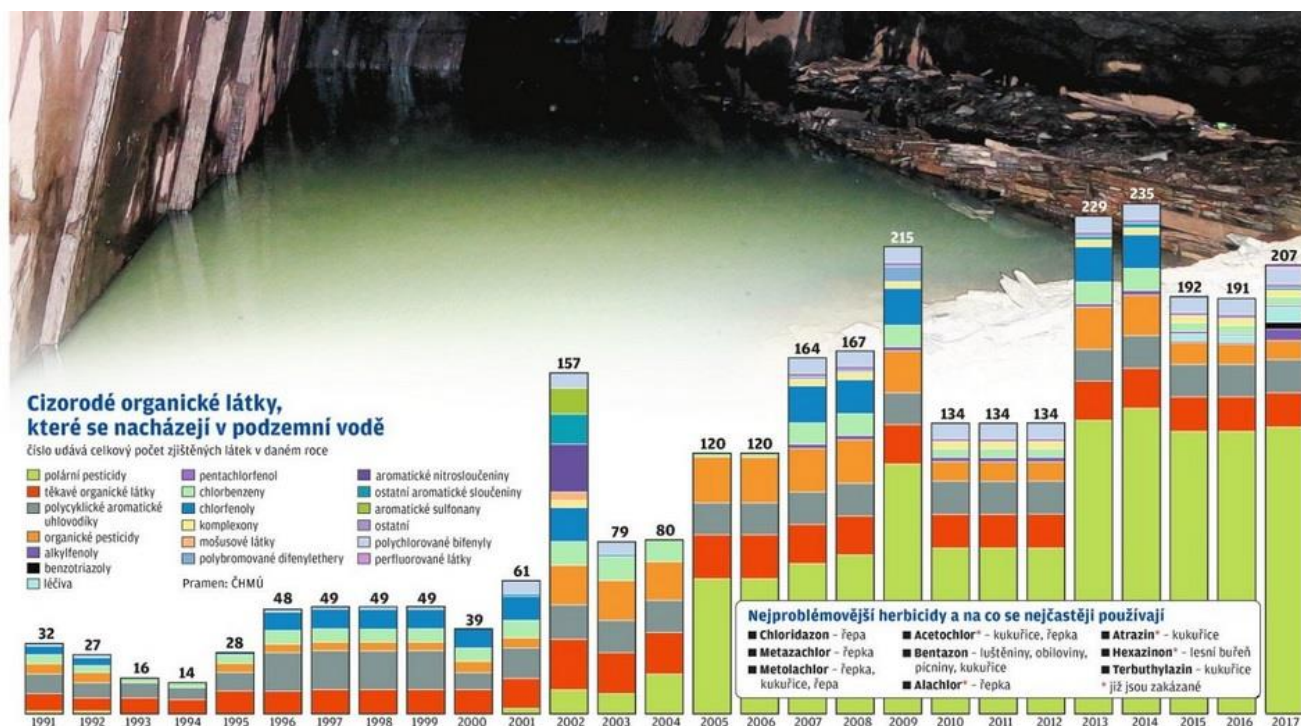 Cizorodé organické látky,
které se nacházejí v podzemní vodě
číslo udává celkový počet zjištěných látek v daném roce
polární pesticidy
těkavé organické látky
polycyklické aromatické
uhlovodíky
organické pesticidy
alkylfenoly
benzotriazoly
léčiva
pentachlorfenol
chlorbenzeny
chlorfenoly
komplexony
mošusové látky
polybromované difenylethery
aromatické nitrosloučeniny
ostatní aromatické sloučeniny
aromatické sulfonany
ostatní
polychlorované bifenyly
perfluorované látky
Pramen: ČHMÚ
32 27 16 14 28 48 49 49 49 39 61 157 79 80 120 120 164 167 215 134 134 134 229 235 192 191 207
Nejproblémovější herbicidy a na co se nejčastěji používají
Chloridazon – řepa
Metazachlor – řepka
Metolachlor – řepka,
kukuřice, řepa
Acetochlor* – kukuřice, řepka
Bentazon – luštěniny, obiloviny,
pícniny, kukuřice
Alachlor* – řepka
Atrazin* – kukuřice
Hexazinon* – lesní buřeň
Terbuthylazin – kukuřice
* již jsou zakázané
1991 1992 1993 1994 1995 1996 1997 1998 1999 2000 2001 2002 2003 2004 2005 2006 2007 2008 2009 2010 2011 2012 2013 2014 2015 2016 2017